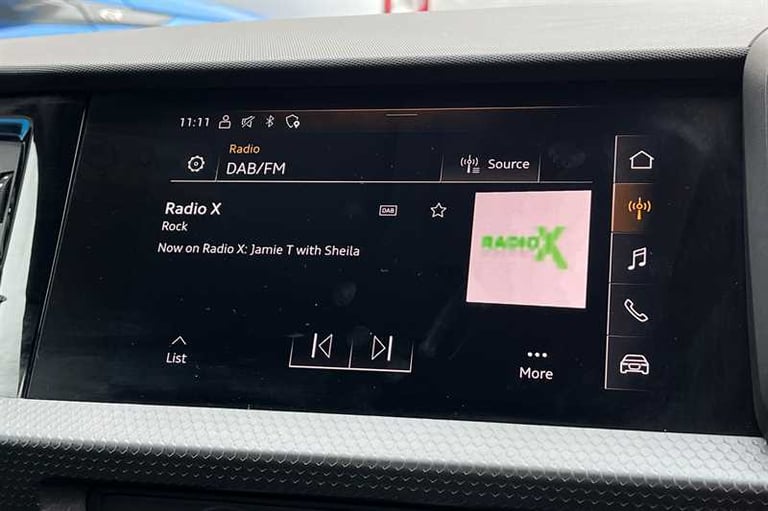 11:11
Radio
DAB/FM
Source
Radio X
DAB
Rock
Now on Radio X: Jamie T with Sheila
RADIO X
List
More